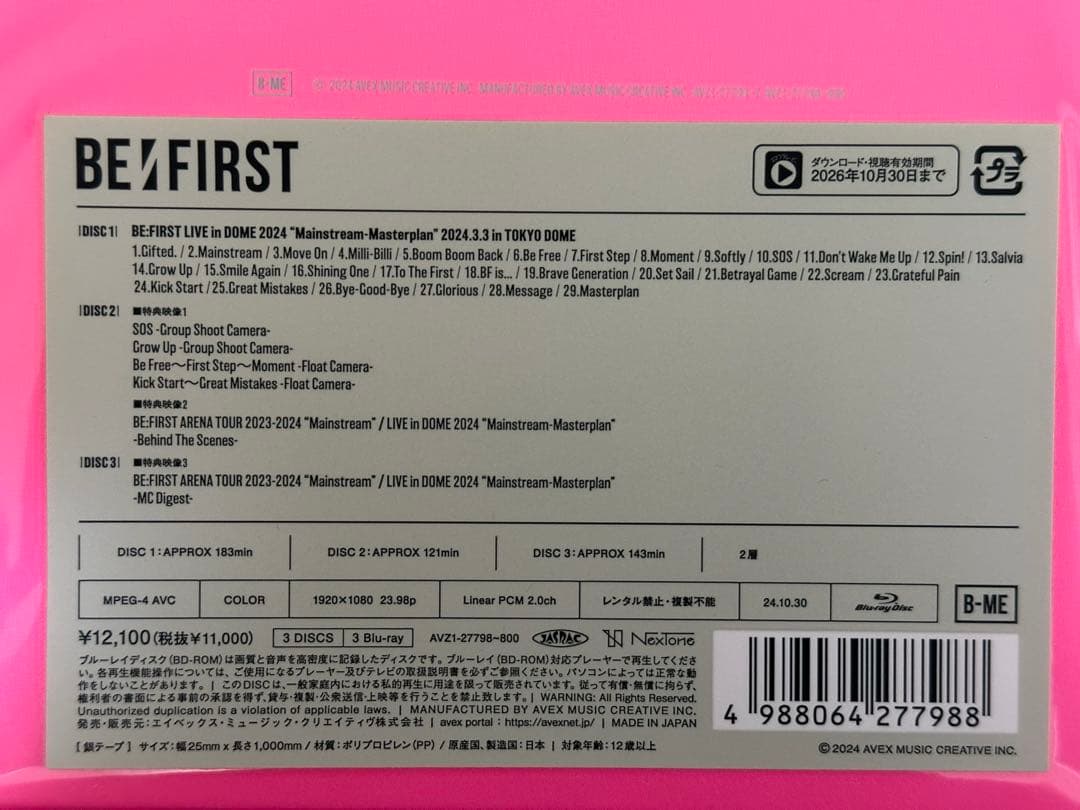 B-ME © 2024 AVEX MUSIC CREATIVE INC. MANUFACTURED BY AVEX MUSIC CREATIVE INC.
BE:FIRST
ダウンロード・視聴有効期間
2026年10月30日まで
プラ
DISC 1 BE:FIRST LIVE in DOME 2024 "Mainstream-Masterplan" 2024.3.3 in TOKYO DOME
1.Gifted. / 2.Mainstream / 3.Move On / 4.Milli-Billi / 5.Boom Boom Back / 6.Be Free / 7.First Step / 8.Moment / 9.Softly / 10.SOS / 11.Don't Wake Me Up / 12.Spin! / 13.Salvia
14.Grow Up / 15.Smile Again / 16.Shining One / 17.To The First / 18.BF is... / 19.Brave Generation / 20.Set Sail / 21.Betrayal Game / 22.Scream / 23.Grateful Pain
24.Kick Start / 25.Great Mistakes / 26.Bye-Good-Bye / 27.Glorious / 28.Message / 29.Masterplan
DISC 2 ■特典映像1
SOS -Group Shoot Camera-
Grow Up -Group Shoot Camera-
Be Free〜First Step〜Moment -Float Camera-
Kick Start〜Great Mistakes -Float Camera-
■特典映像2
BE:FIRST ARENA TOUR 2023-2024 "Mainstream" / LIVE in DOME 2024 "Mainstream-Masterplan"
-Behind The Scenes-
DISC 3 ■特典映像3
BE:FIRST ARENA TOUR 2023-2024 "Mainstream" / LIVE in DOME 2024 "Mainstream-Masterplan"
-MC Digest-
DISC 1:APPROX 183min DISC 2:APPROX 121min DISC 3:APPROX 143min 2層
MPEG-4 AVC COLOR 1920×1080 23.98p Linear PCM 2.0ch レンタル禁止・複製不能 24.10.30 Blu-ray Disc B-ME
¥12,100(税抜¥11,000) 3 DISCS 3 Blu-ray AVZ1-27798~800 JASRAC NexTone
ブルーレイディスク(BD-ROM)は画質と音声を高密度に記録したディスクです。ブルーレイ(BD-ROM)対応プレーヤーで再生してくださ
い。各再生機能操作については、ご使用になるプレーヤー及びテレビの取扱説明書を必ずご参照ください。パソコンによっては正常な動
作をしないことがあります。| このDISCは、一般家庭内における私的再生に用途を限って販売されています。従って有償・無償に拘らず、
権利者の書面による事前の承諾を得ず、貸与・複製・公衆送信・上映等を行うことを禁止致します。| WARNING: All Rights Reserved.
Unauthorized duplication is a violation of applicable laws. | MANUFACTURED BY AVEX MUSIC CREATIVE INC.
発売・販売元:エイベックス・ミュージック・クリエイティヴ株式会社 | avex portal : https://avexnet.jp/ | MADE IN JAPAN
4 988064 277988
[銀テープ] サイズ:幅25mm x 長さ1,000mm / 材質:ポリプロピレン(PP) / 原産国、製造国:日本 | 対象年齢:12歳以上
©2024 AVEX MUSIC CREATIVE INC.